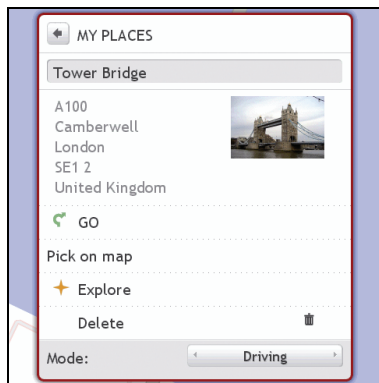 MY PLACES
Tower Bridge
A100
Camberwell
London
SE1 2
United Kingdom
GO
Pick on map
Explore
Delete
Mode: Driving